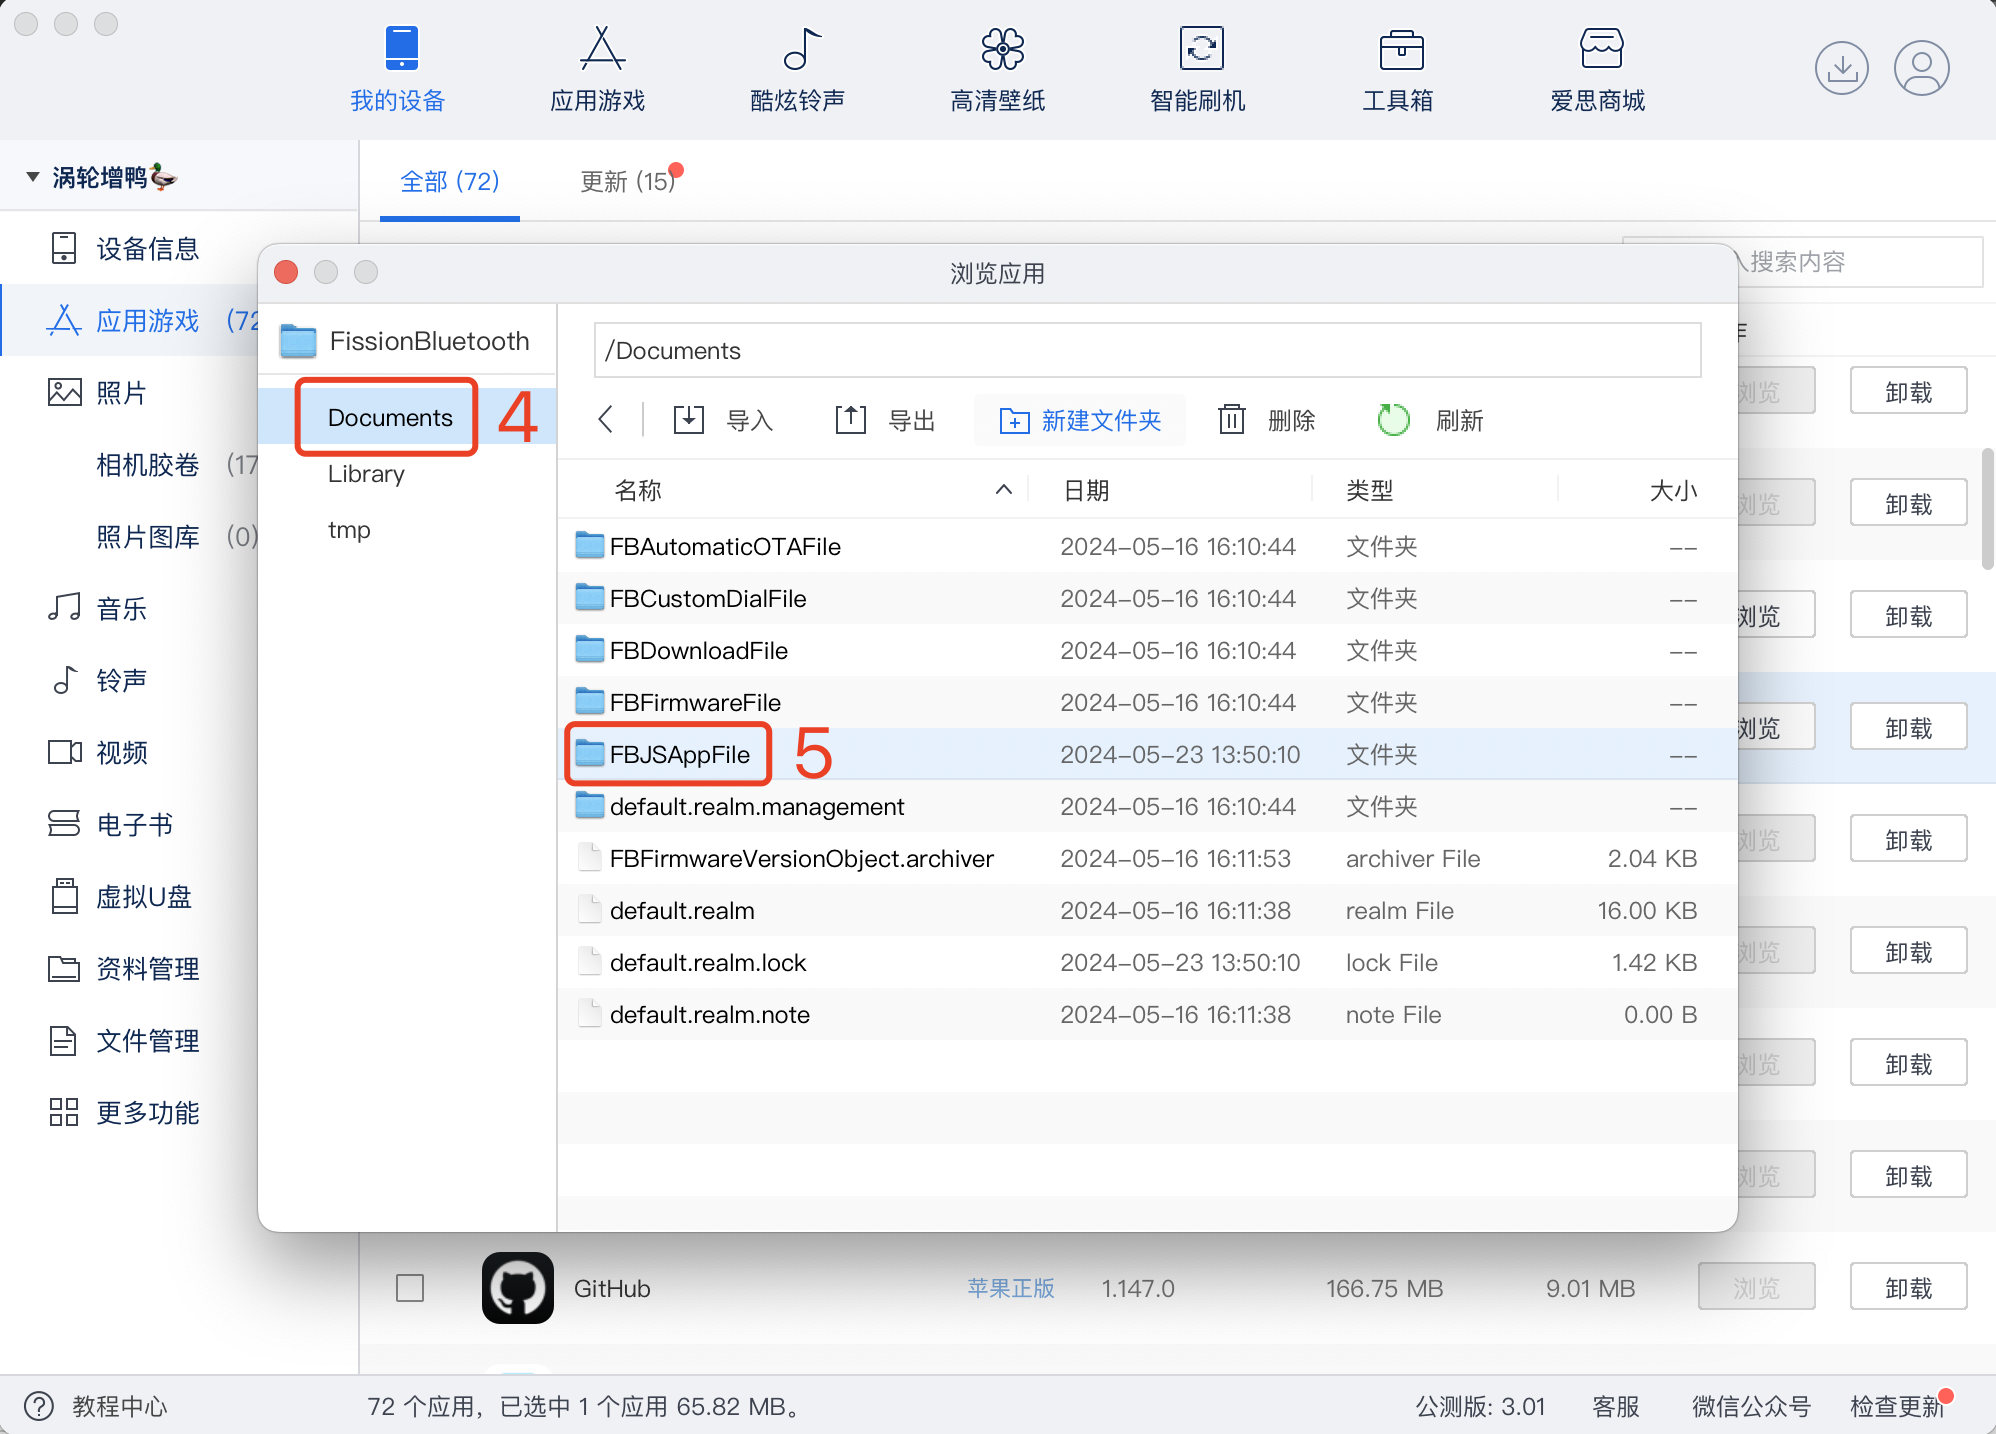 我的设备
应用游戏
酷炫铃声
高清壁纸
智能刷机
工具箱
爱思商城
涡轮增鸭🦆
全部 (72)
更新 (15)
设备信息
应用游戏 (72
照片
相机胶卷 (17
照片图库 (0)
音乐
铃声
视频
电子书
虚拟U盘
资料管理
文件管理
更多功能
搜索内容
浏览应用
FissionBluetooth
Documents
4
Library
tmp
/Documents
导入
导出
新建文件夹
删除
刷新
名称 日期 类型 大小
FBAutomaticOTAFile 2024-05-16 16:10:44 文件夹 --
FBCustomDialFile 2024-05-16 16:10:44 文件夹 --
FBDownloadFile 2024-05-16 16:10:44 文件夹 --
FBFirmwareFile 2024-05-16 16:10:44 文件夹 --
FBJSAppFile 5 2024-05-23 13:50:10 文件夹 --
default.realm.management 2024-05-16 16:10:44 文件夹 --
FBFirmwareVersionObject.archiver 2024-05-16 16:11:53 archiver File 2.04 KB
default.realm 2024-05-16 16:11:38 realm File 16.00 KB
default.realm.lock 2024-05-23 13:50:10 lock File 1.42 KB
default.realm.note 2024-05-16 16:11:38 note File 0.00 B
浏览 卸载
浏览 卸载
浏览 卸载
浏览 卸载
浏览 卸载
浏览 卸载
浏览 卸载
浏览 卸载
GitHub 苹果正版 1.147.0 166.75 MB 9.01 MB 浏览 卸载
教程中心
72 个应用，已选中 1 个应用 65.82 MB。
公测版: 3.01
客服
微信公众号
检查更新